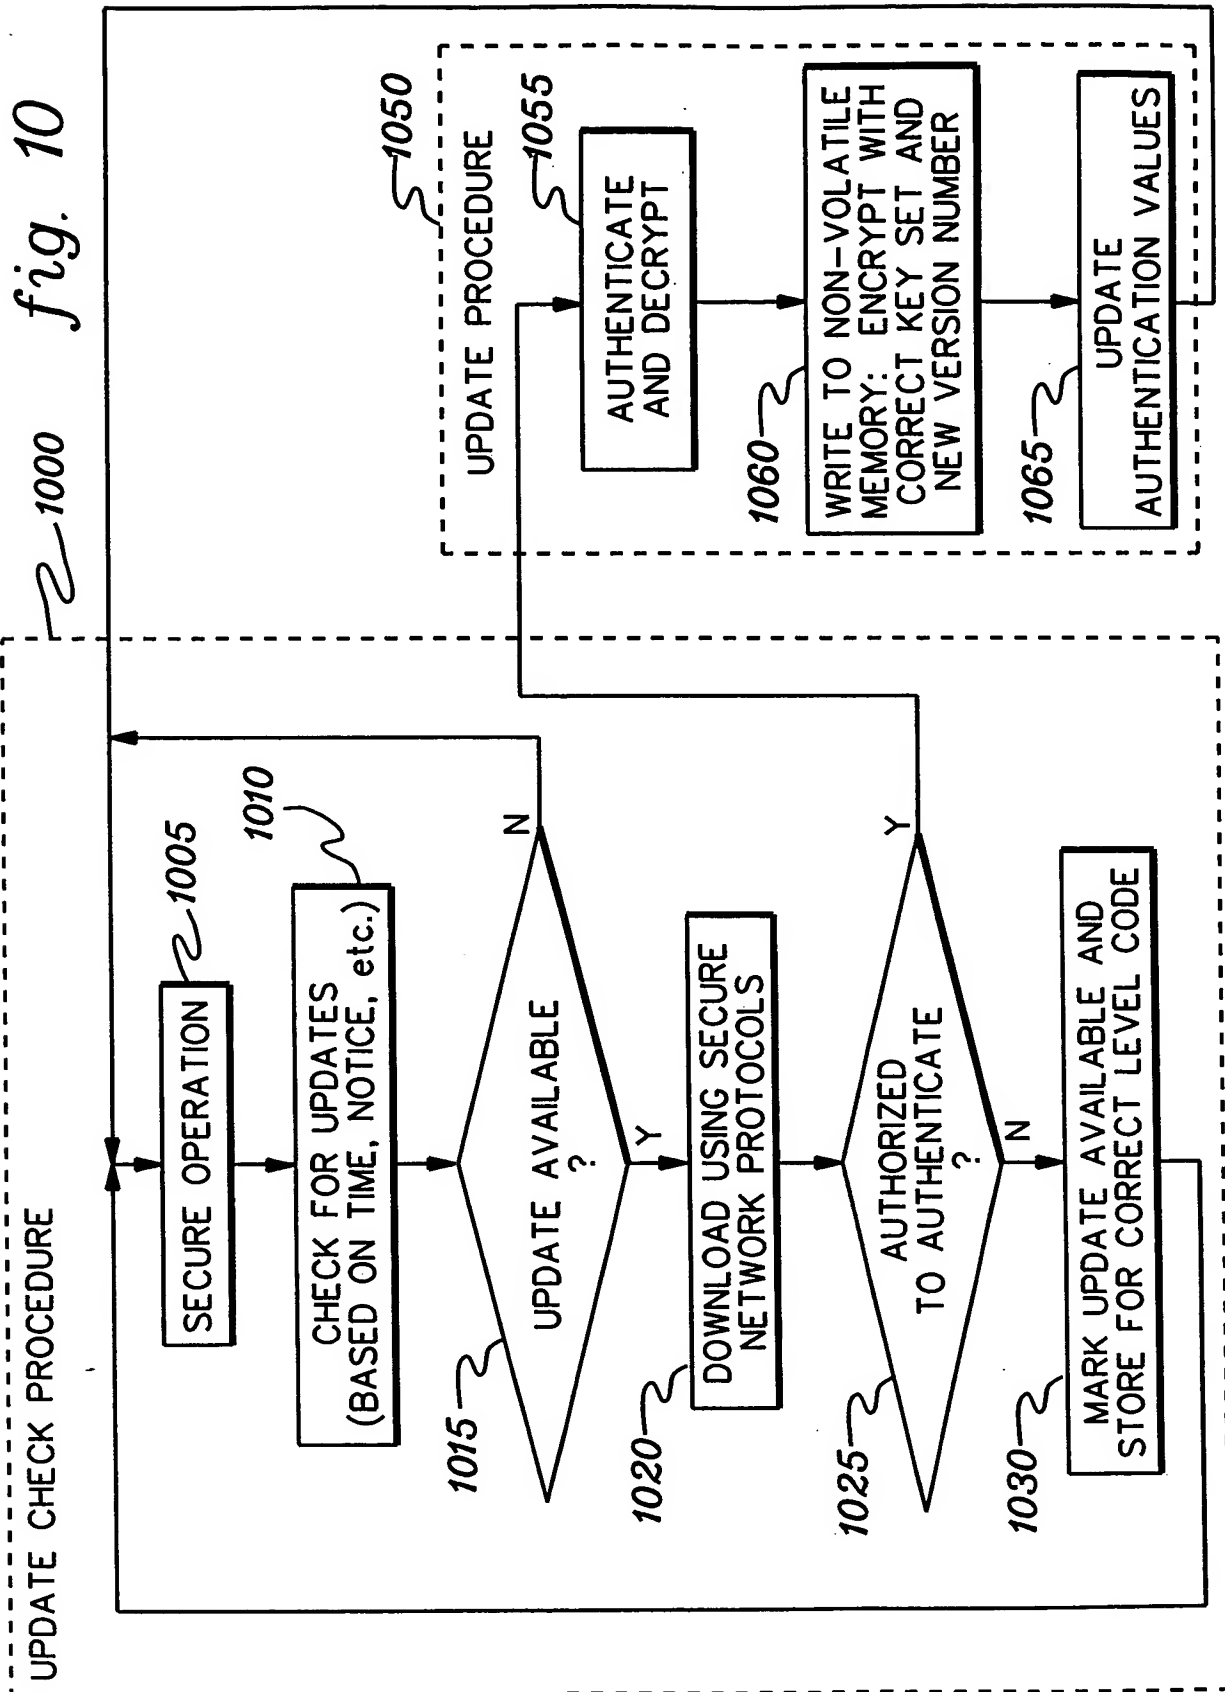 fig. 10
1000
UPDATE CHECK PROCEDURE
SECURE OPERATION
1005
CHECK FOR UPDATES
(BASED ON TIME, NOTICE, etc.)
1010
UPDATE AVAILABLE
?
1015
N
Y
DOWNLOAD USING SECURE
NETWORK PROTOCOLS
1020
AUTHORIZED
TO AUTHENTICATE
?
1025
Y
N
MARK UPDATE AVAILABLE AND
STORE FOR CORRECT LEVEL CODE
1030
1050
UPDATE PROCEDURE
1055
AUTHENTICATE
AND DECRYPT
1060
WRITE TO NON-VOLATILE
MEMORY: ENCRYPT WITH
CORRECT KEY SET AND
NEW VERSION NUMBER
1065
UPDATE
AUTHENTICATION VALUES